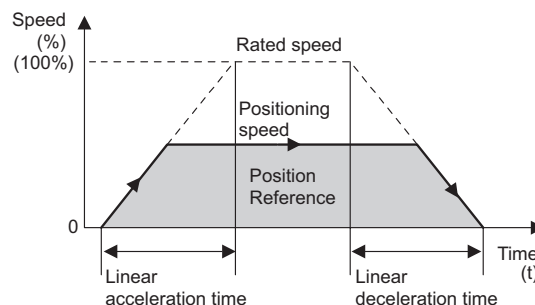 Speed
(%)
(100%)
Rated speed
Positioning
speed
Position
Reference
0
Time
(t)
Linear
acceleration time
Linear
deceleration time